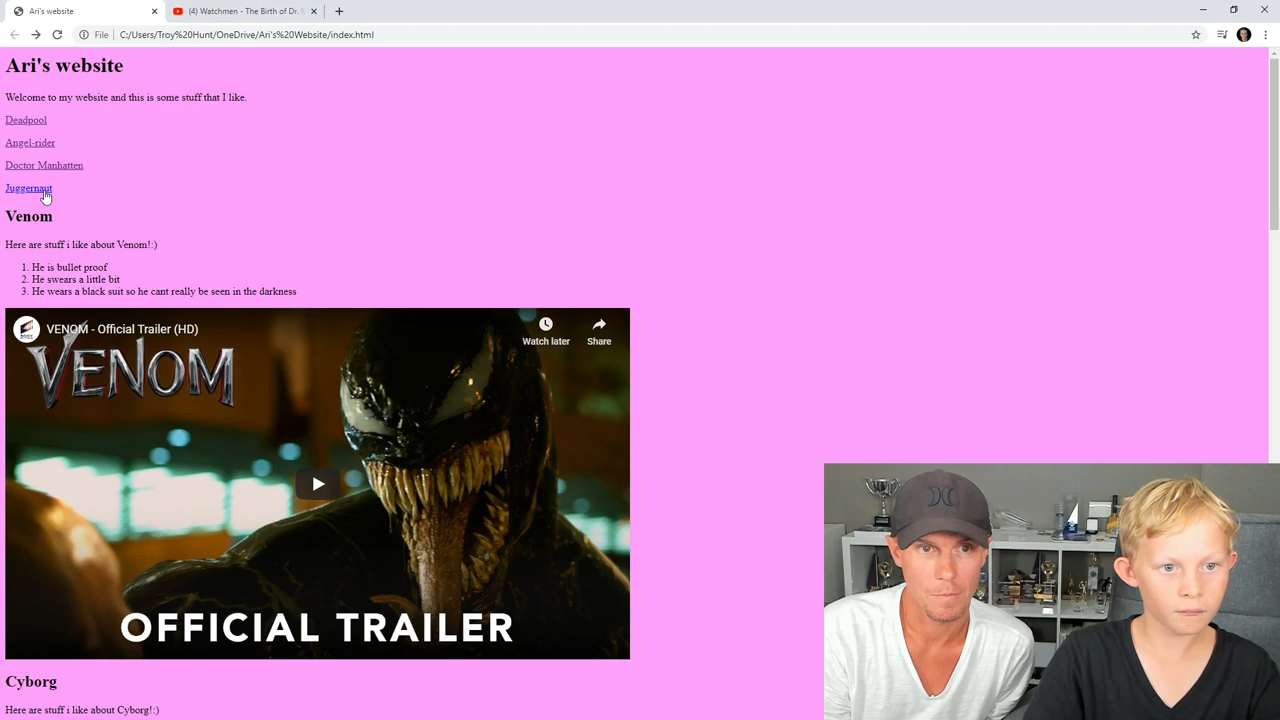 Ari's website
(4) Watchmen - The Birth of Dr.
File
C:/Users/Troy%20Hunt/OneDrive/Ari's%20Website/index.html
Ari's website
Welcome to my website and this is some stuff that I like.
Deadpool
Angel-rider
Doctor Manhatten
Juggernaut
Venom
Here are stuff i like about Venom!:)
1. He is bullet proof
2. He swears a little bit
3. He wears a black suit so he cant really be seen in the darkness
VENOM - Official Trailer (HD)
Watch later
Share
VENOM
OFFICIAL TRAILER
Cyborg
Here are stuff i like about Cyborg!:)